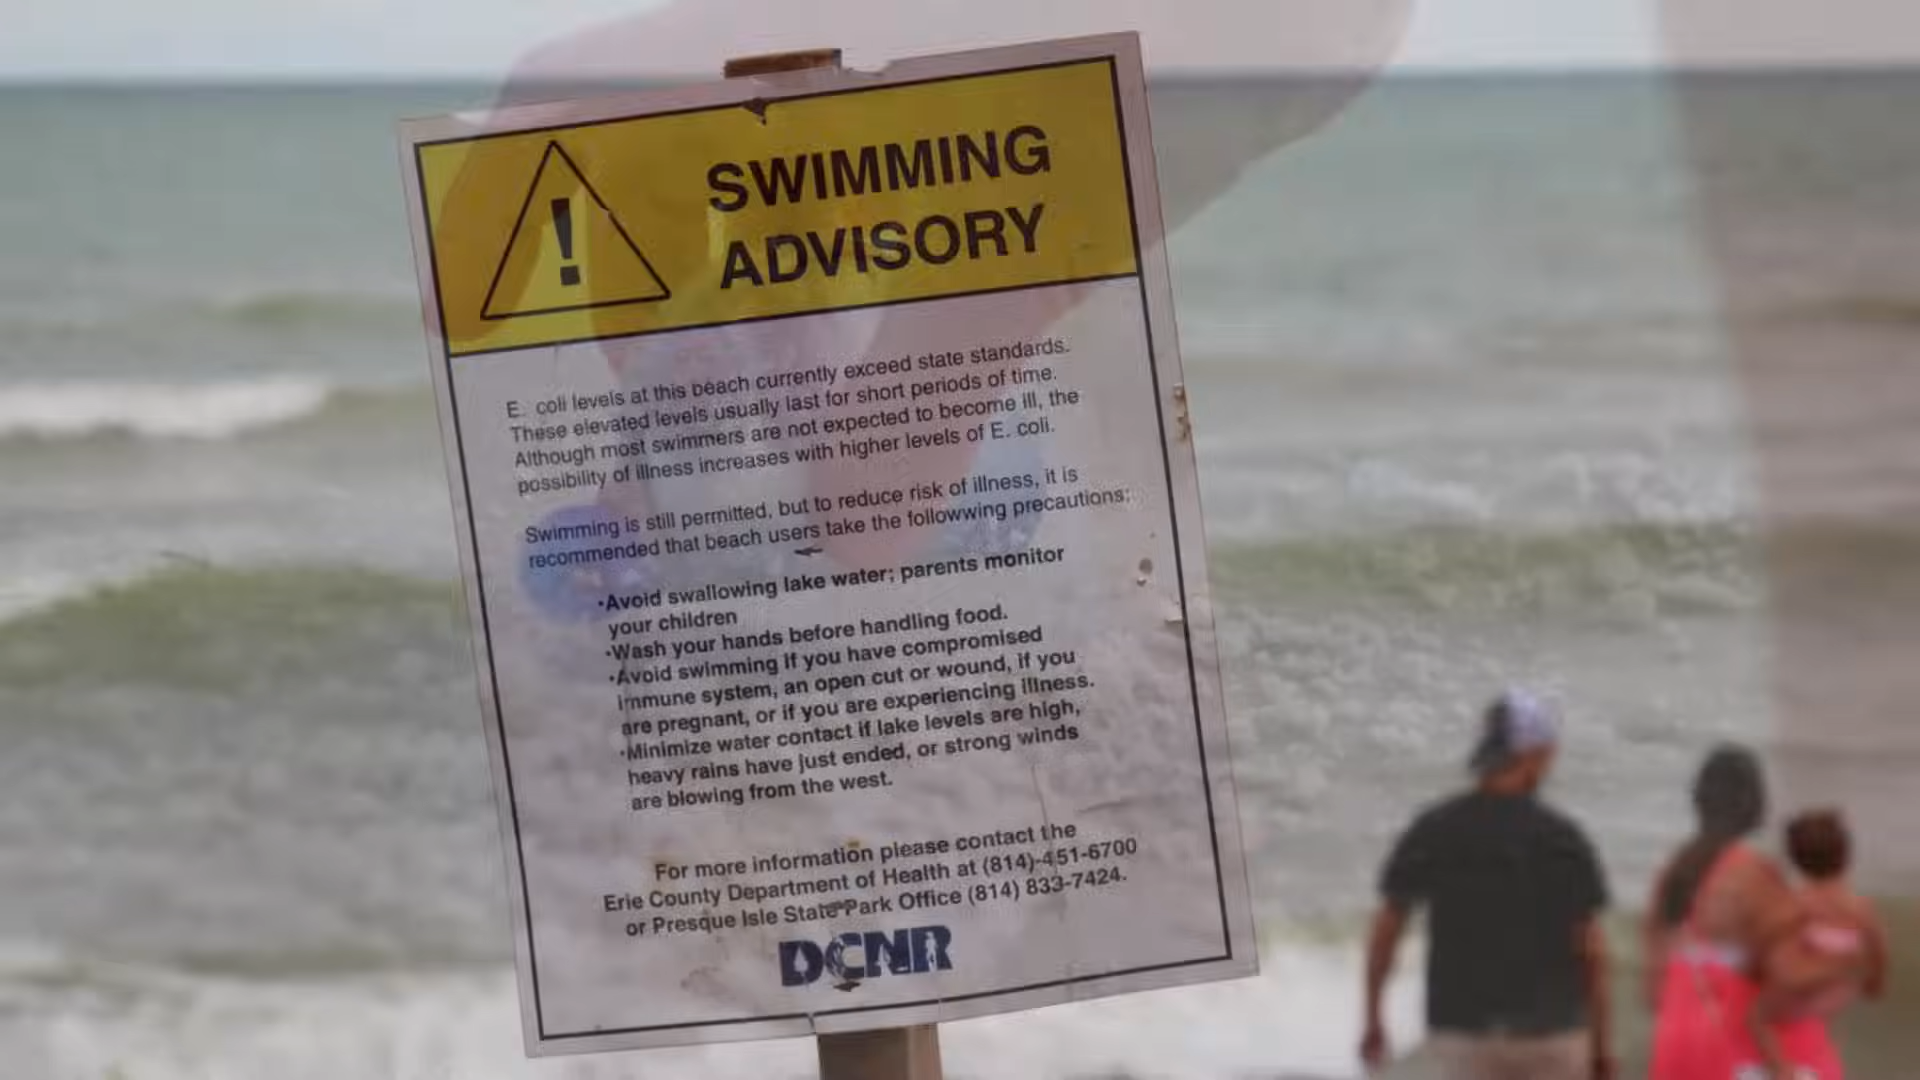 !
SWIMMING
ADVISORY
E. coli levels at this beach currently exceed state standards.
These elevated levels usually last for short periods of time.
Although most swimmers are not expected to become ill, the
possibility of illness increases with higher levels of E. coli.
Swimming is still permitted, but to reduce risk of illness, it is
recommended that beach users take the followwing precautions:
•Avoid swallowing lake water; parents monitor
your children
•Wash your hands before handling food.
•Avoid swimming if you have compromised
immune system, an open cut or wound, if you
are pregnant, or if you are experiencing illness.
•Minimize water contact if lake levels are high,
heavy rains have just ended, or strong winds
are blowing from the west.
For more information please contact the
Erie County Department of Health at (814)-451-6700
or Presque Isle State Park Office (814) 833-7424.
DCNR